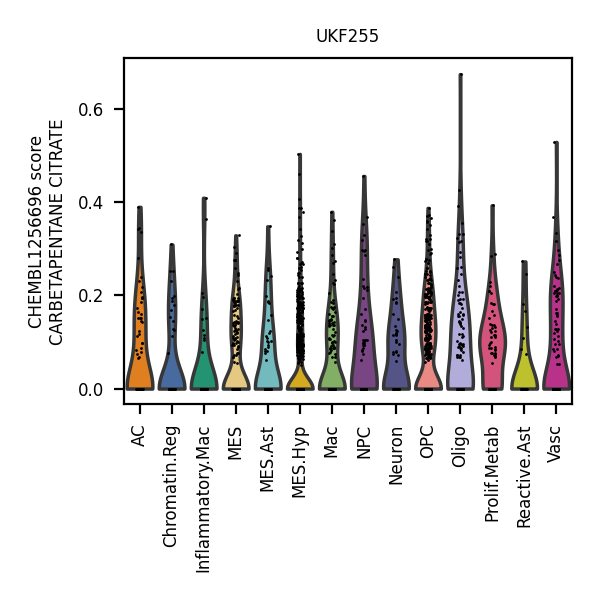 UKF255
CHEMBL1256696 score
CARBETAPENTANE CITRATE
0.6
0.4
0.2
0.0
AC
Chromatin.Reg
Inflammatory.Mac
MES
MES.Ast
MES.Hyp
Mac
NPC
Neuron
OPC
Oligo
Prolif.Metab
Reactive.Ast
Vasc